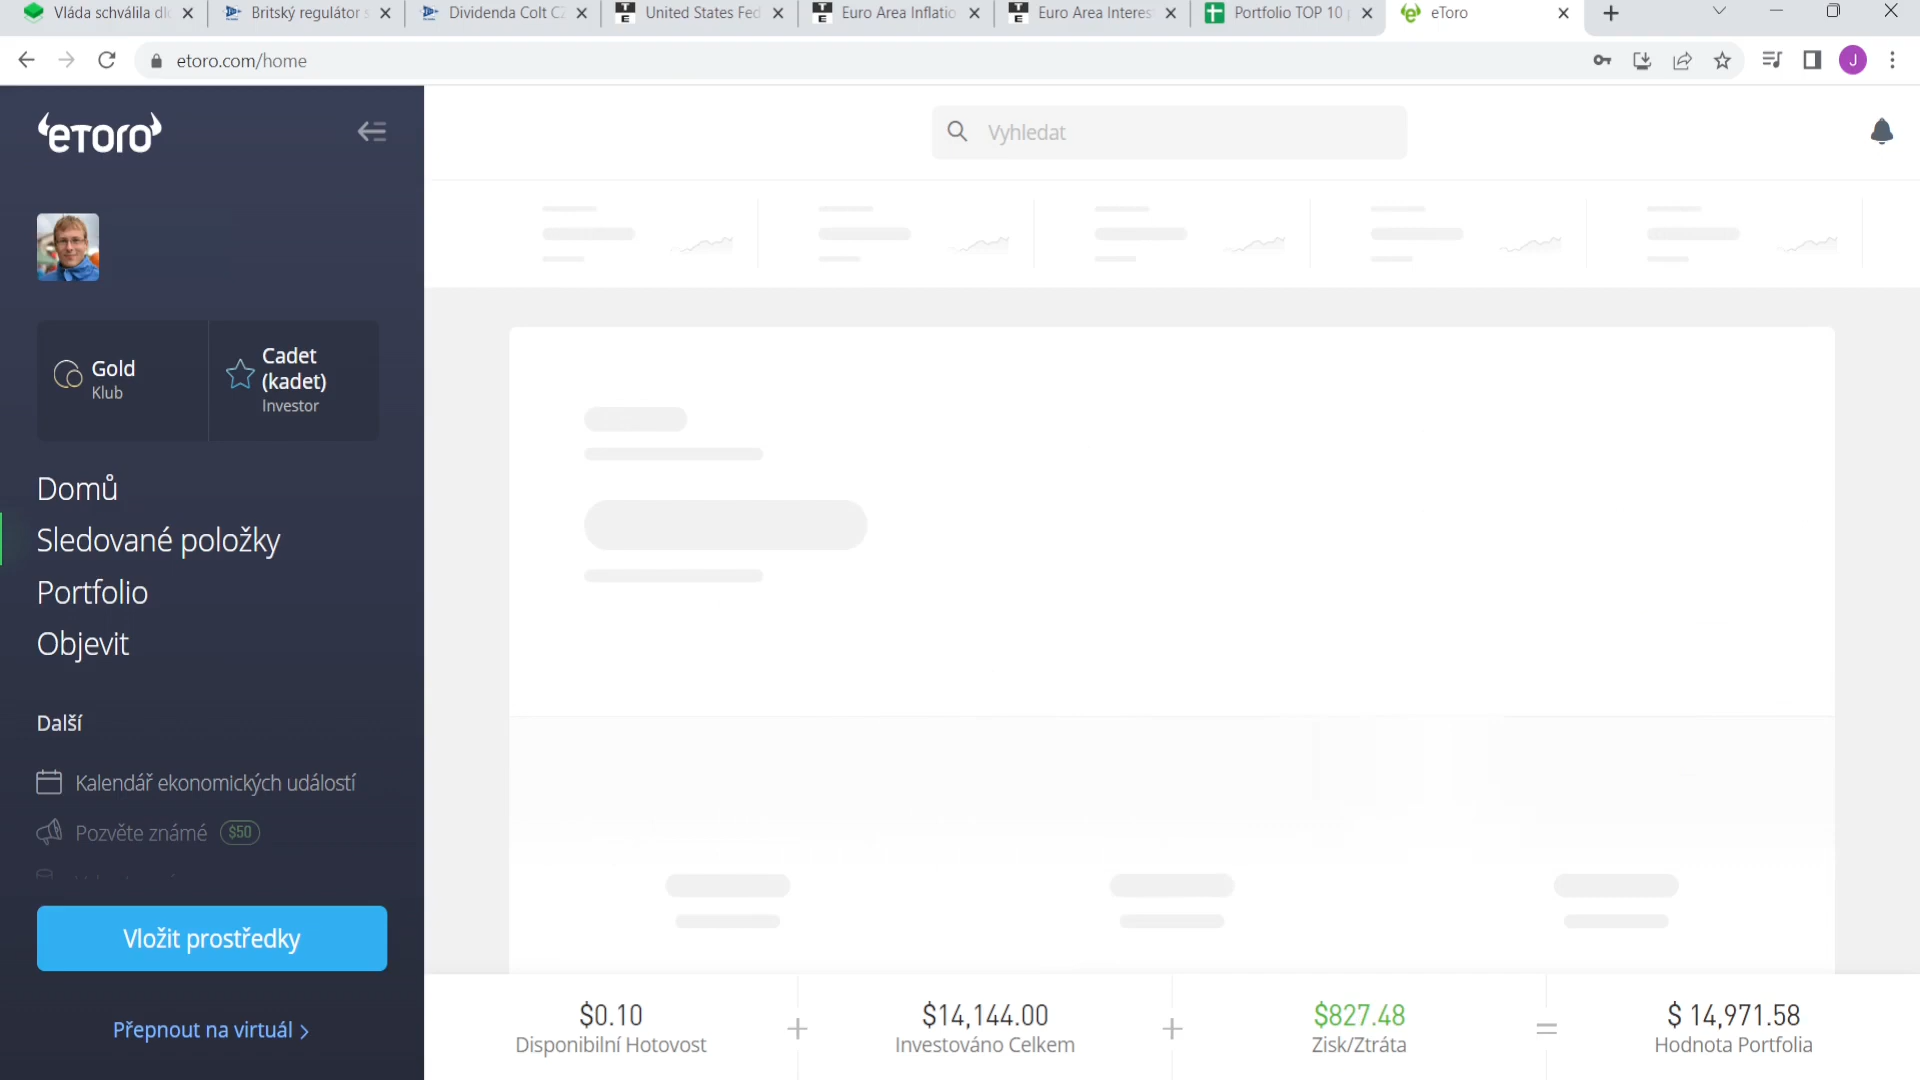 Vláda schválila dl
Britský regulátor s
Dividenda Colt CZ
United States Fed
Euro Area Inflatio
Euro Area Interes
Portfolio TOP 10
eToro
etoro.com/home
J
eToro
Vyhledat
Gold
Klub
Cadet
(kadet)
Investor
Domů
Sledované položky
Portfolio
Objevit
Další
Kalendář ekonomických událostí
Pozvěte známé $50
Vložit prostředky
Přepnout na virtuál >
$0.10
Disponibilní Hotovost
+
$14,144.00
Investováno Celkem
+
$827.48
Zisk/Ztráta
=
$ 14,971.58
Hodnota Portfolia